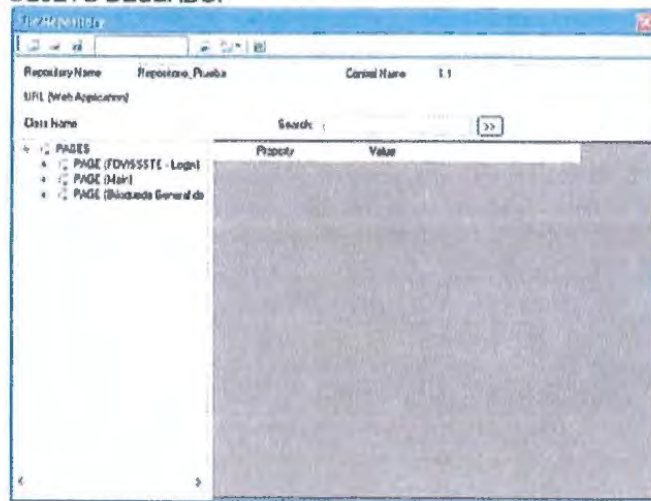 OBJETO DESEADO.
Site Repository
Repository Name Repositorio_Prueba Control Name 1.1
URL (Web Application)
Class Name Search: >>
PAGES Property Value
PAGE (FOVISSSTE - Login)
PAGE (Main)
PAGE (Búsqueda General de